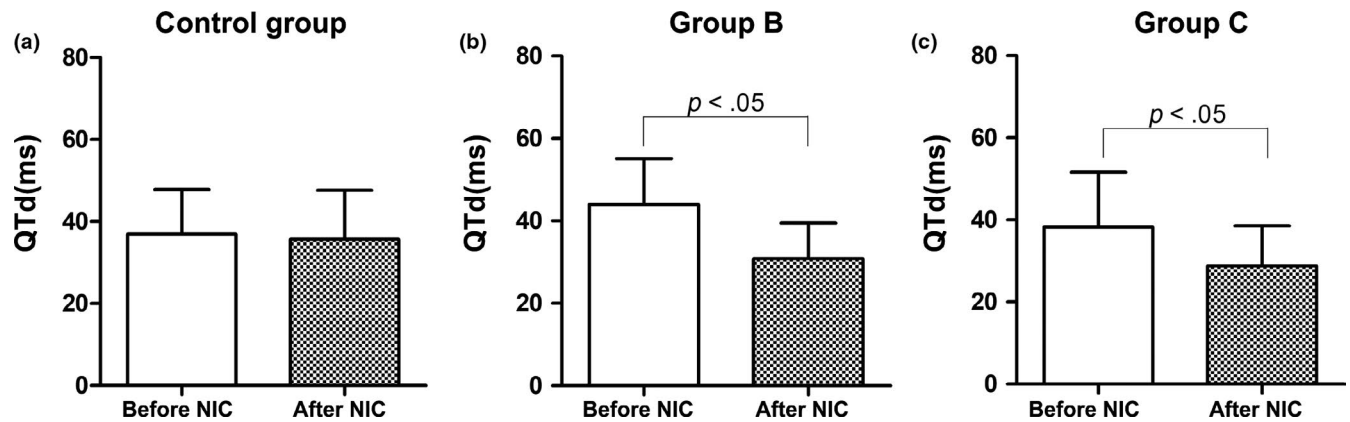 (a)
Control group
QTd(ms)
80
60
40
20
0
Before NIC
After NIC
(b)
Group B
QTd(ms)
80
60
40
20
0
p < .05
Before NIC
After NIC
(c)
Group C
QTd(ms)
80
60
40
20
0
p < .05
Before NIC
After NIC